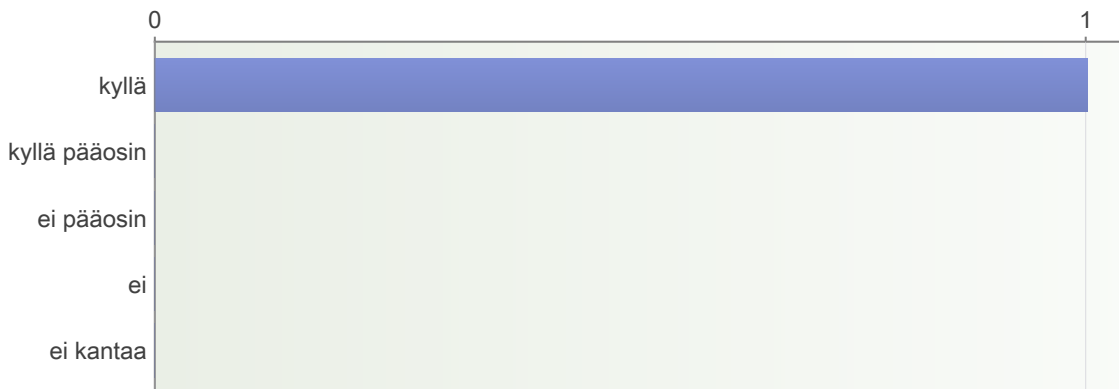 0 1
kyllä
kyllä pääosin
ei pääosin
ei
ei kantaa